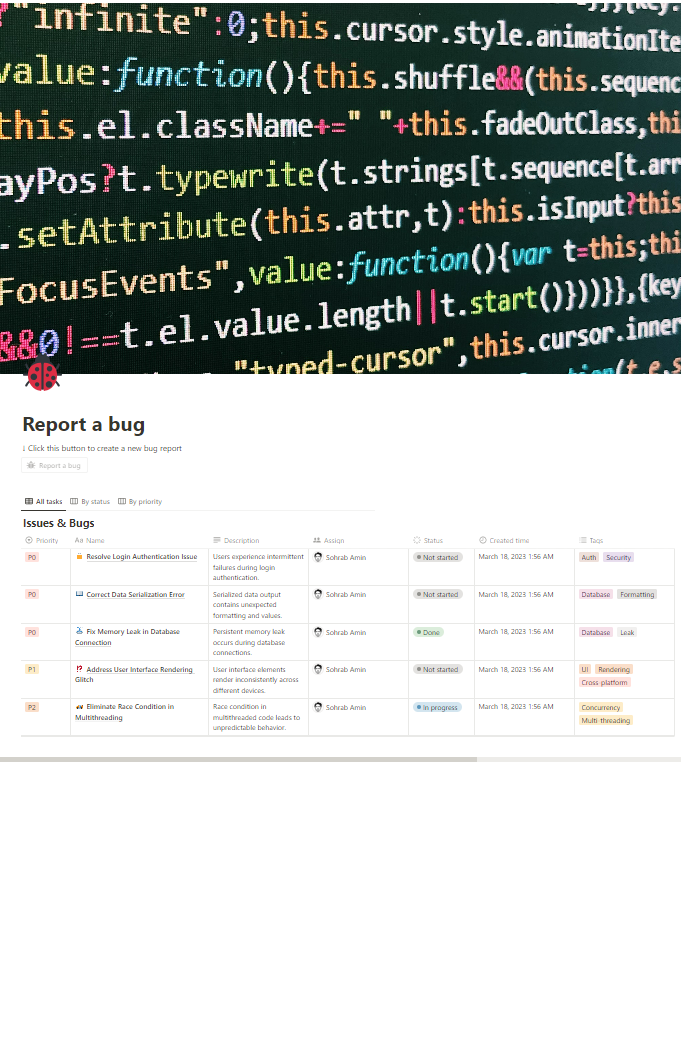 "infinite":0;this.cursor.style.animationIte
value:function(){this.shuffle&&(this.sequenc
this.el.className+=" "+this.fadeOutClass,thi
ayPos?t.typewrite(t.strings[t.sequence[t.arr
.setAttribute(this.attr,t):this.isInput?this
FocusEvents",value:function(){var t=this;thi
&&0!==t.el.value.length||t.start()}))}},{key
"typed-cursor",this.cursor.inner
Report a bug
↓ Click this button to create a new bug report
Report a bug
All tasks By status By priority
Issues & Bugs
Priority Aa Name Description Assign Status Created time Tags
P0 Resolve Login Authentication Issue Users experience intermittent failures during login authentication. Sohrab Amin Not started March 18, 2023 1:56 AM Auth Security
P0 Correct Data Serialization Error Serialized data output contains unexpected formatting and values. Sohrab Amin Not started March 18, 2023 1:56 AM Database Formatting
P0 Fix Memory Leak in Database Connection Persistent memory leak occurs during database connections. Sohrab Amin Done March 18, 2023 1:56 AM Database Leak
P1 Address User Interface Rendering Glitch User interface elements render inconsistently across different devices. Sohrab Amin Not started March 18, 2023 1:56 AM UI Rendering Cross-platform
P2 Eliminate Race Condition in Multithreading Race condition in multithreaded code leads to unpredictable behavior. Sohrab Amin In progress March 18, 2023 1:56 AM Concurrency Multi-threading